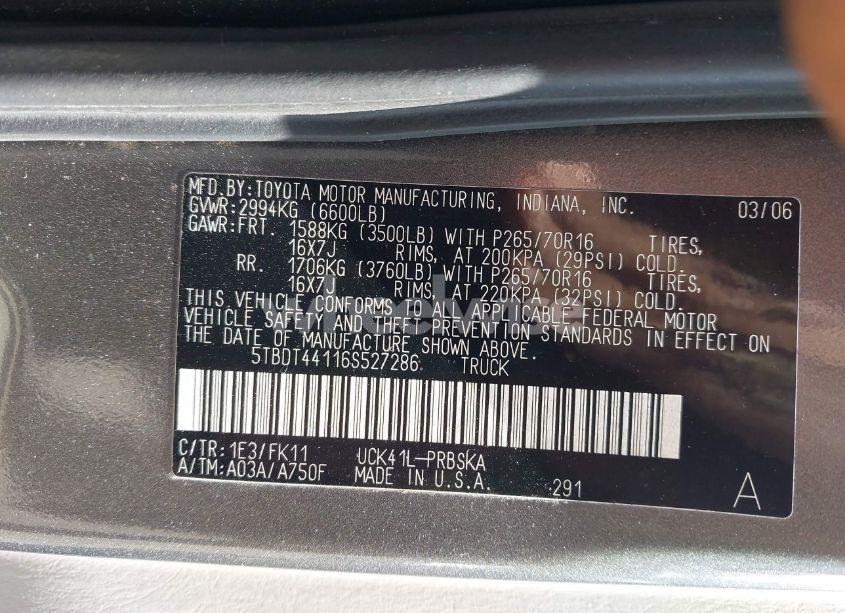 MFD.BY:TOYOTA MOTOR MANUFACTURING, INDIANA, INC. 03/06
GVWR:2994KG (6600LB)
GAWR:FRT. 1588KG (3500LB) WITH P265/70R16 TIRES,
16X7J RIMS, AT 200KPA (29PSI) COLD.
RR. 1706KG (3760LB) WITH P265/70R16 TIRES,
16X7J RIMS, AT 220KPA (32PSI) COLD.
THIS VEHICLE CONFORMS TO ALL APPLICABLE FEDERAL MOTOR
VEHICLE SAFETY AND THEFT PREVENTION STANDARDS IN EFFECT ON
THE DATE OF MANUFACTURE SHOWN ABOVE.
5TBDT44116S527286 TRUCK
C/TR:1E3/FK11 UCK41L-PRBSKA
A/TM:A03A/A750F MADE IN U.S.A. 291 A